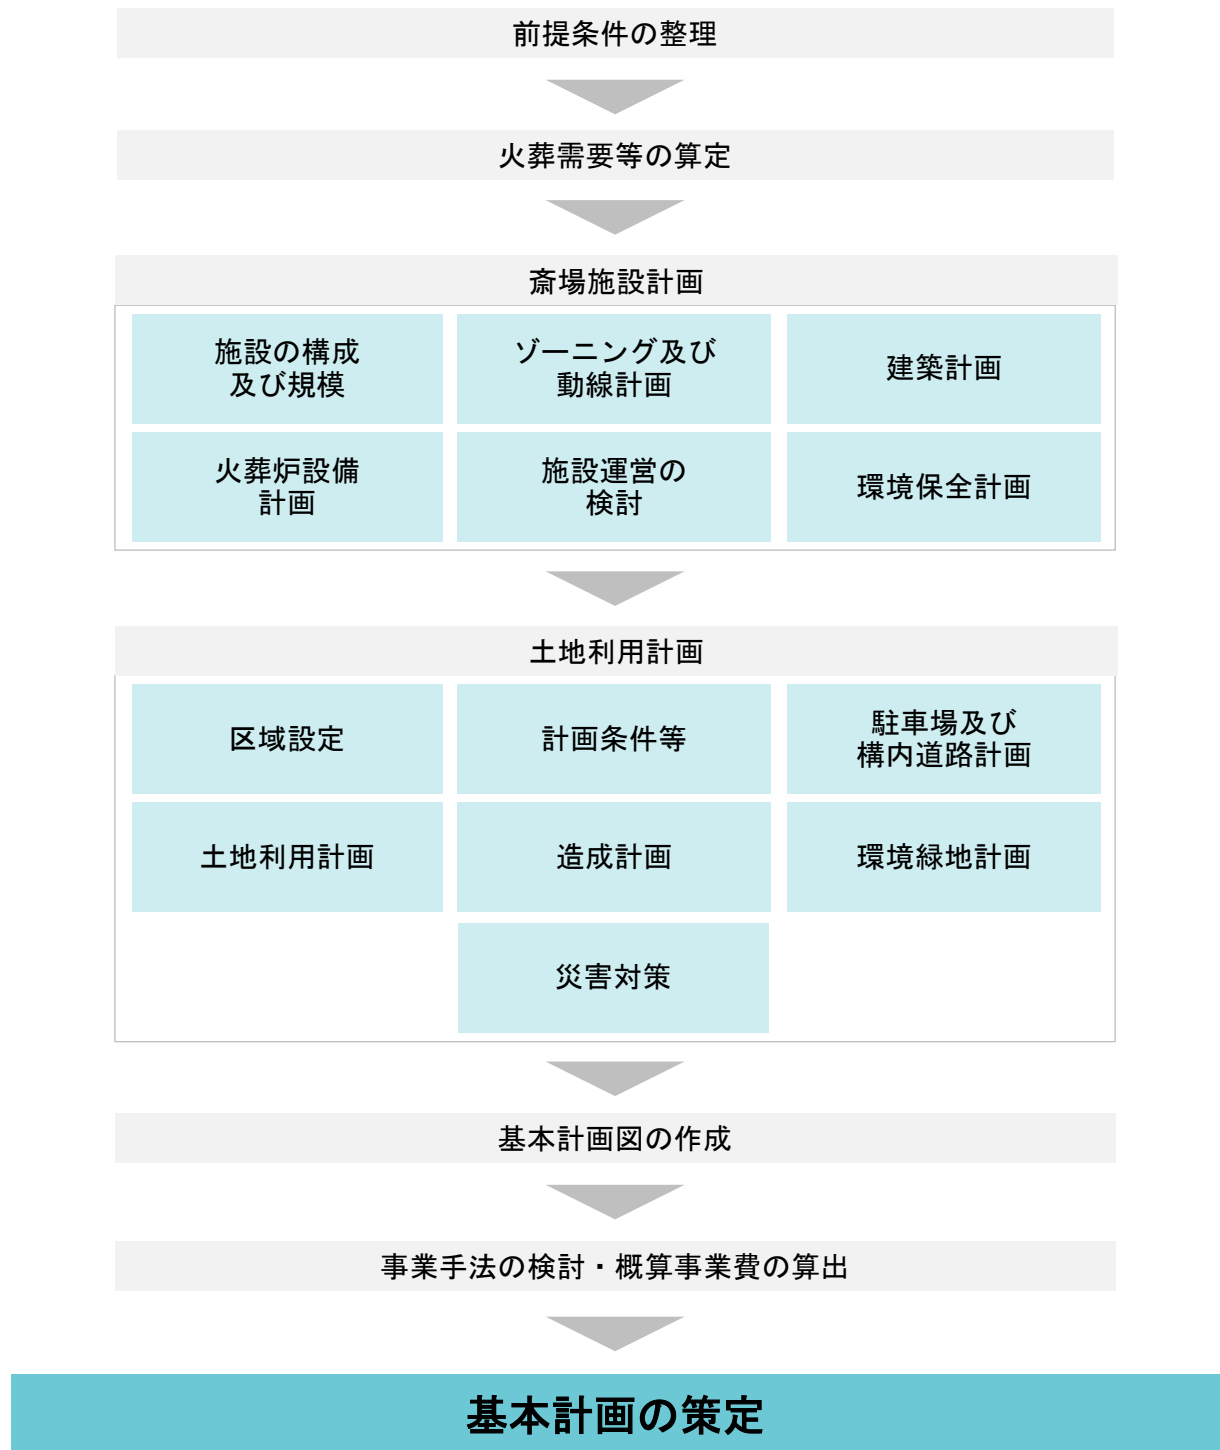 前提条件の整理
火葬需要等の算定
斎場施設計画
施設の構成
及び規模
ゾーニング及び
動線計画
建築計画
火葬炉設備
計画
施設運営の
検討
環境保全計画
土地利用計画
区域設定
計画条件等
駐車場及び
構内道路計画
土地利用計画
造成計画
環境緑地計画
災害対策
基本計画図の作成
事業手法の検討・概算事業費の算出
基本計画の策定